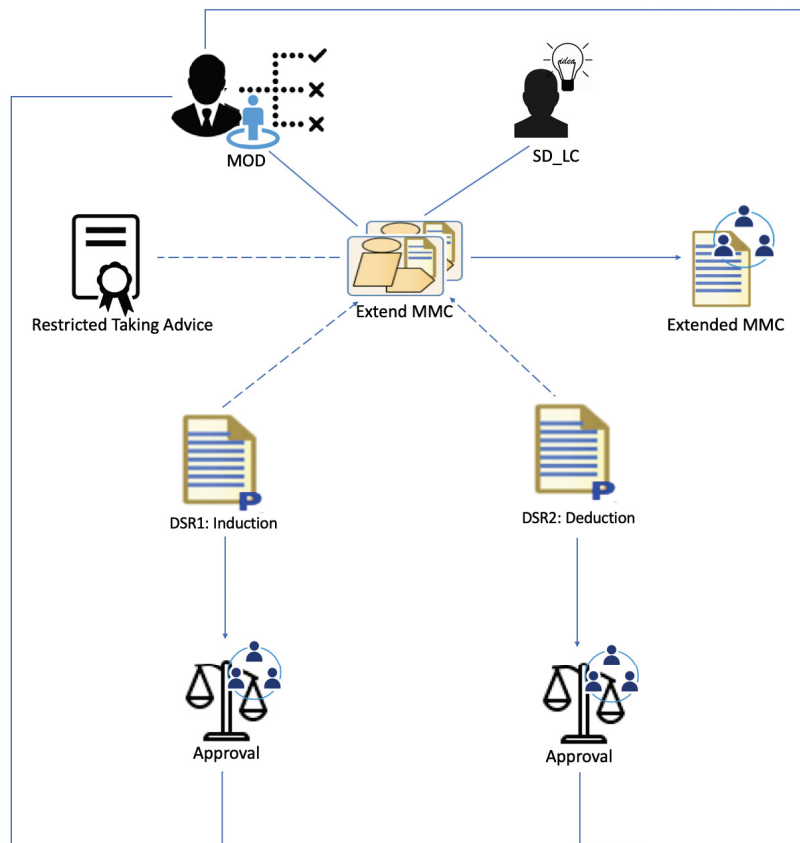 idea
MOD
SD_LC
Restricted Taking Advice
Extend MMC
Extended MMC
P
P
DSR1: Induction
DSR2: Deduction
Approval
Approval